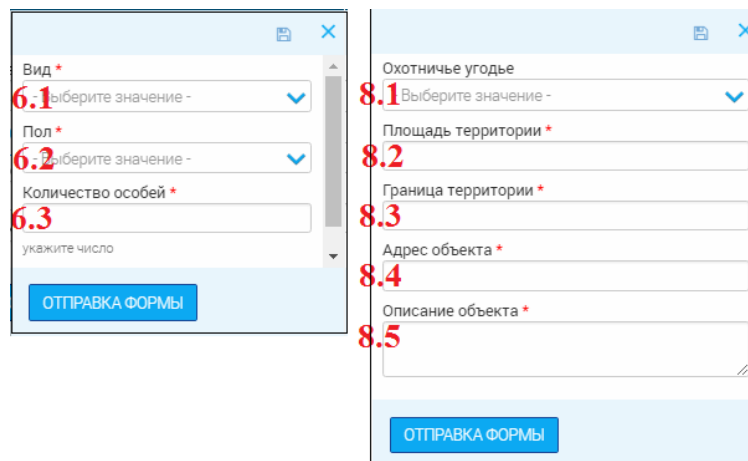 Вид *
6.1
- Выберите значение -
Пол *
6.2
- Выберите значение -
Количество особей *
6.3
укажите число
ОТПРАВКА ФОРМЫ
Охотничье угодье
8.1
- Выберите значение -
Площадь территории *
8.2
Граница территории *
8.3
Адрес объекта *
8.4
Описание объекта *
8.5
ОТПРАВКА ФОРМЫ